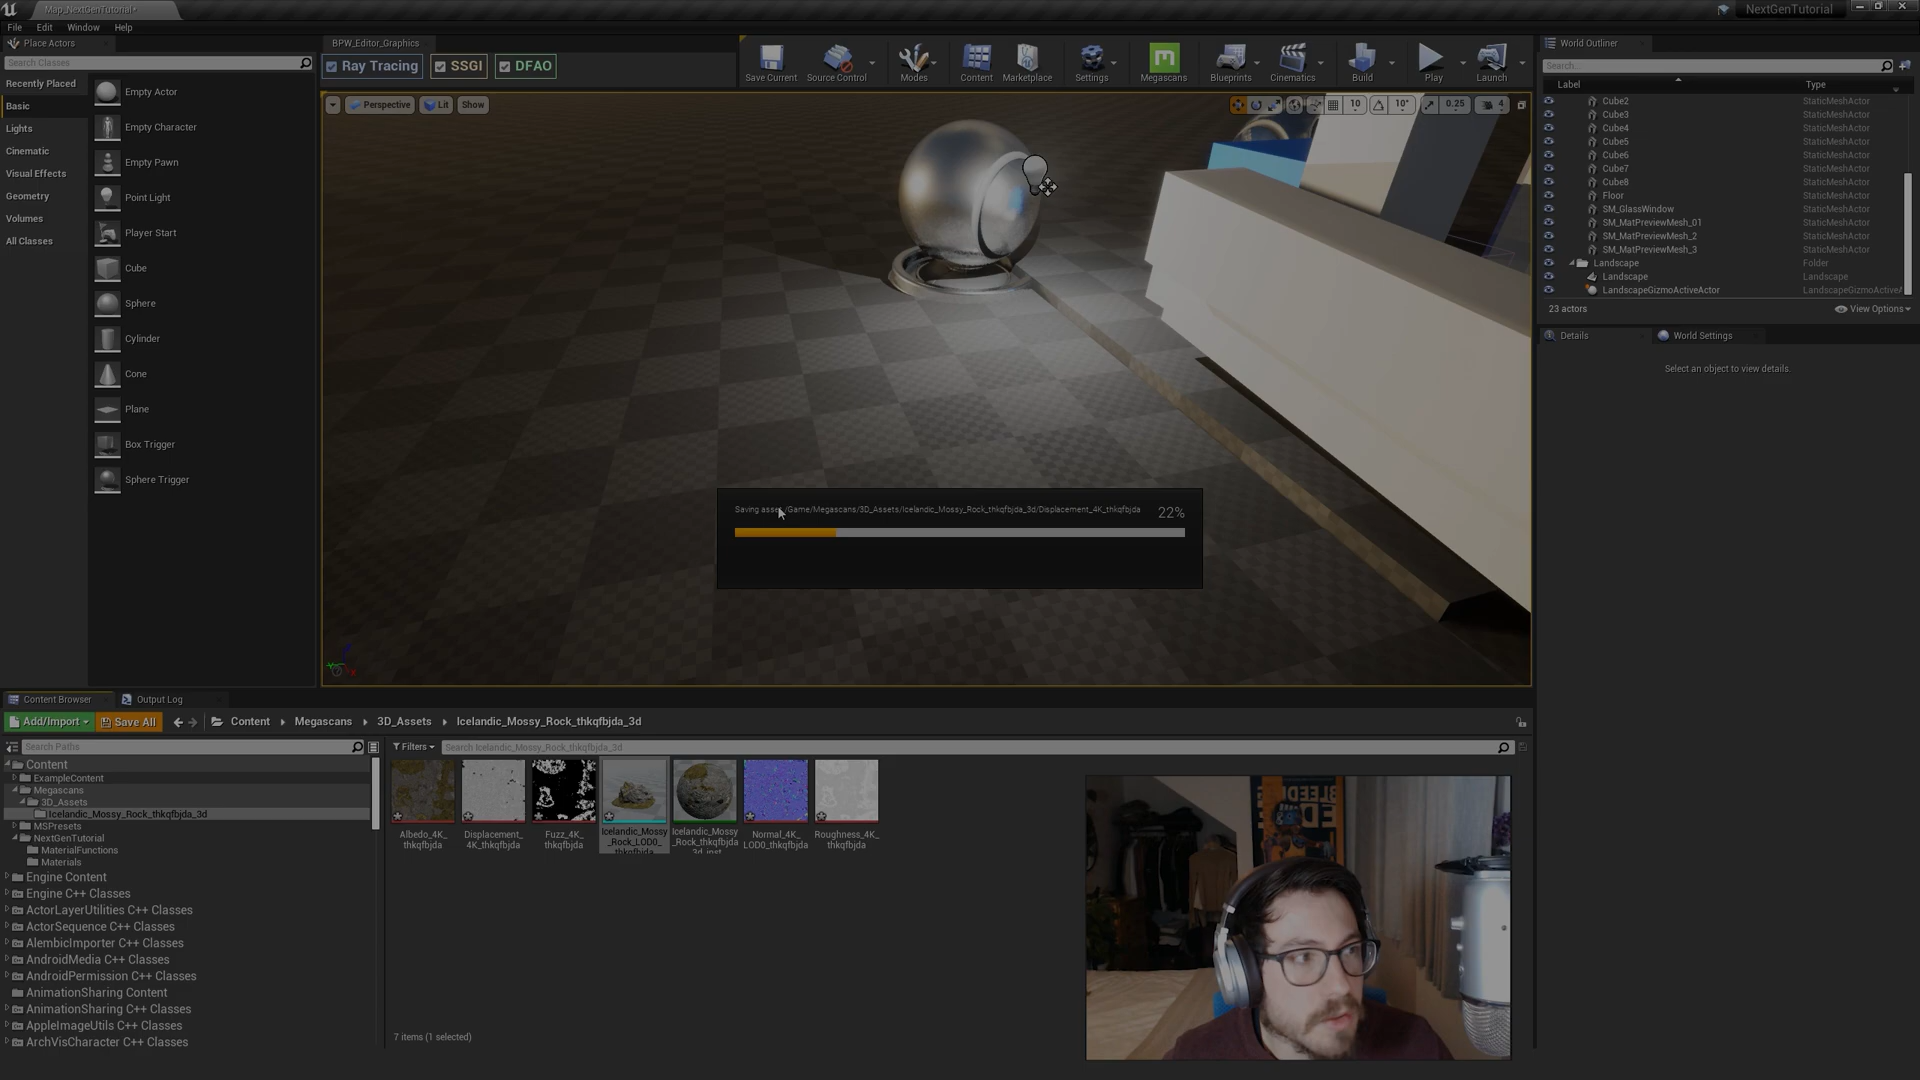 Map_NextGenTutorial*
NextGenTutorial
File Edit Window Help
Place Actors
Search Classes
Recently Placed
Basic
Lights
Cinematic
Visual Effects
Geometry
Volumes
All Classes
Empty Actor
Empty Character
Empty Pawn
Point Light
Player Start
Cube
Sphere
Cylinder
Cone
Plane
Box Trigger
Sphere Trigger
BPW_Editor_Graphics
Ray Tracing SSGI DFAO
Save Current Source Control Modes Content Marketplace Settings Megascans Blueprints Cinematics Build Play Launch
Perspective Lit Show
10 10° 0.25 4
Saving asset /Game/Megascans/3D_Assets/Icelandic_Mossy_Rock_thkqfbjda_3d/Displacement_4K_thkqfbjda 22%
World Outliner
Search...
Label Type
Cube2 StaticMeshActor
Cube3 StaticMeshActor
Cube4 StaticMeshActor
Cube5 StaticMeshActor
Cube6 StaticMeshActor
Cube7 StaticMeshActor
Cube8 StaticMeshActor
Floor StaticMeshActor
SM_GlassWindow StaticMeshActor
SM_MatPreviewMesh_01 StaticMeshActor
SM_MatPreviewMesh_2 StaticMeshActor
SM_MatPreviewMesh_3 StaticMeshActor
Landscape Folder
Landscape Landscape
LandscapeGizmoActiveActor LandscapeGizmoActiveA
23 actors View Options
Details World Settings
Select an object to view details.
Content Browser Output Log
Add/Import Save All Content Megascans 3D_Assets Icelandic_Mossy_Rock_thkqfbjda_3d
Search Paths
Filters Search Icelandic_Mossy_Rock_thkqfbjda_3d
Content
ExampleContent
Megascans
3D_Assets
Icelandic_Mossy_Rock_thkqfbjda_3d
MSPresets
NextGenTutorial
MaterialFunctions
Materials
Engine Content
Engine C++ Classes
ActorLayerUtilities C++ Classes
ActorSequence C++ Classes
AlembicImporter C++ Classes
AndroidMedia C++ Classes
AndroidPermission C++ Classes
AnimationSharing Content
AnimationSharing C++ Classes
AppleImageUtils C++ Classes
ArchVisCharacter C++ Classes
Albedo_4K_
thkqfbjda
Displacement_
4K_thkqfbjda
Fuzz_4K_
thkqfbjda
Icelandic_Mossy
_Rock_LOD0_
thkqfbjda
Icelandic_Mossy
_Rock_thkqfbjda
_3d_inst
Normal_4K_
LOD0_thkqfbjda
Roughness_4K_
thkqfbjda
7 items (1 selected)